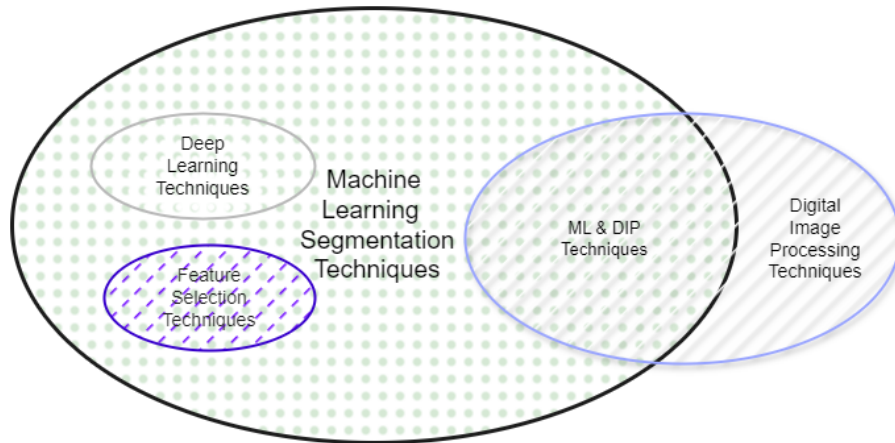 Deep
Learning
Techniques
Feature
Selection
Techniques
Machine
Learning
Segmentation
Techniques
ML & DIP
Techniques
Digital
Image
Processing
Techniques